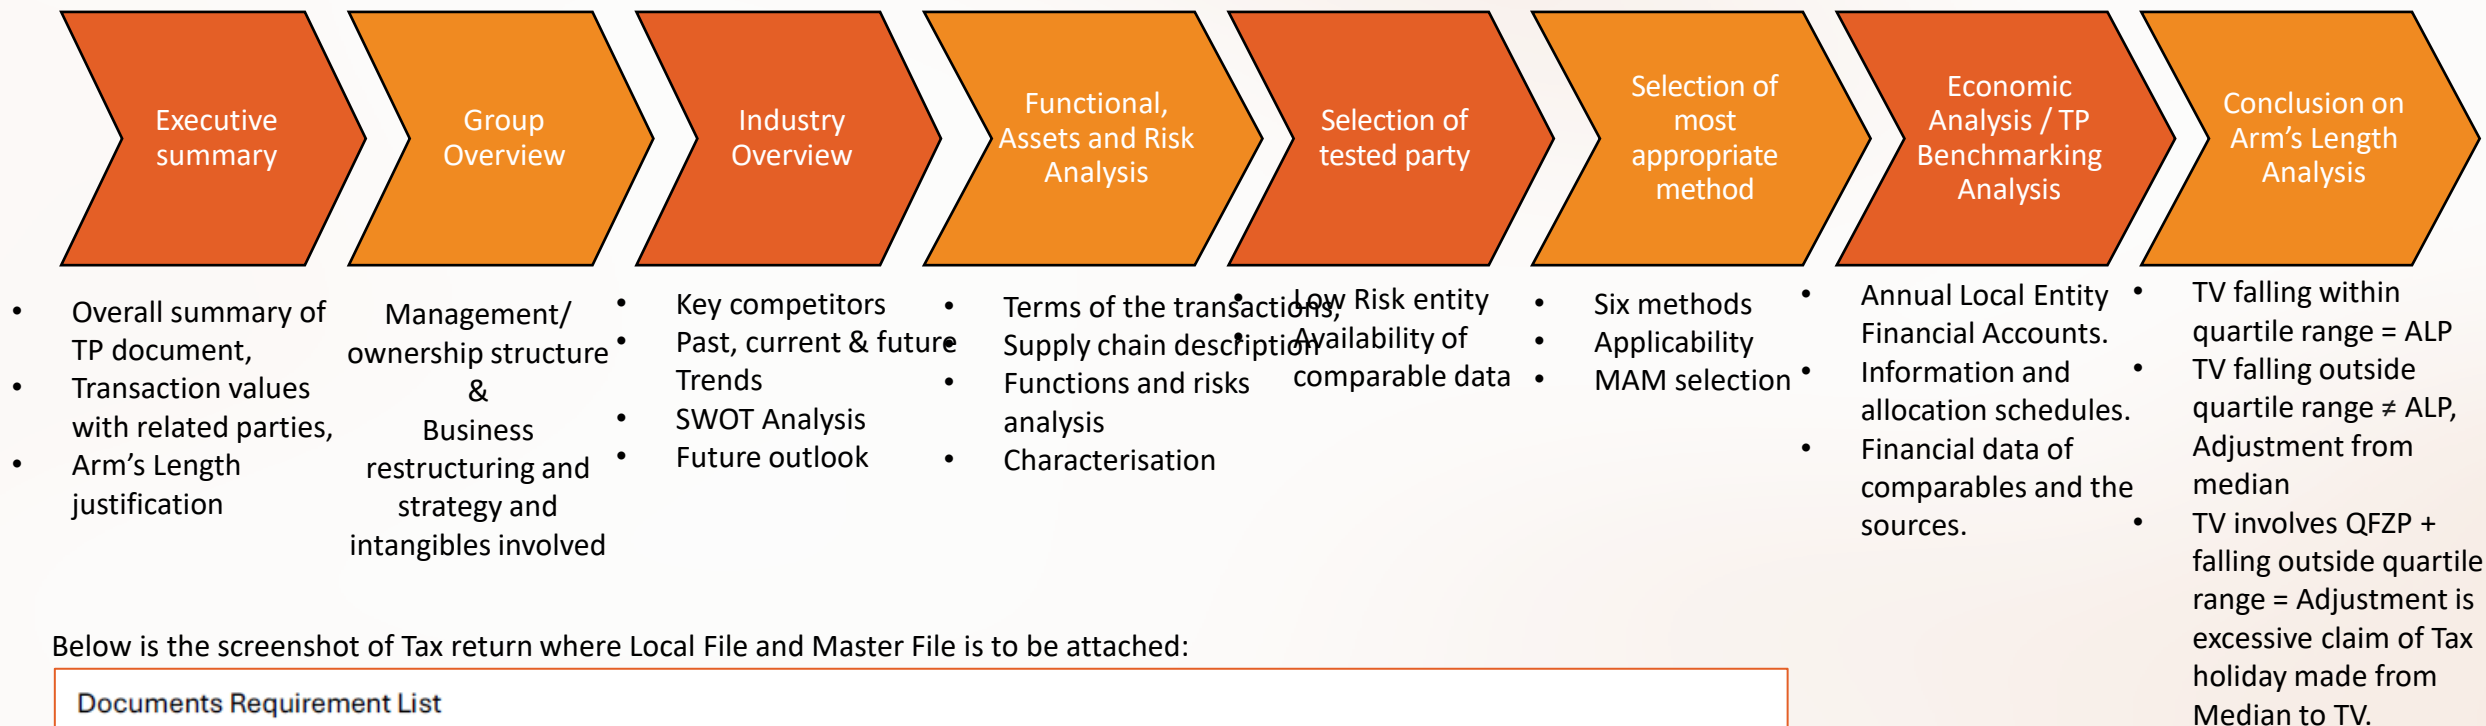 Executive
summary
Group
Overview
Industry
Overview
Functional,
Assets and Risk
Analysis
Selection of
tested party
Selection of
most
appropriate
method
Economic
Analysis / TP
Benchmarking
Analysis
Conclusion on
Arm's Length
Analysis
• Overall summary of
TP document,
• Transaction values
with related parties,
• Arm's Length
justification
Management/
ownership structure
&
Business
restructuring and
strategy and
intangibles involved
• Key competitors
• Past, current & future
Trends
• SWOT Analysis
• Future outlook
• Terms of the transactions,
• Supply chain description
• Functions and risks
analysis
• Characterisation
• Low Risk entity
• Availability of
comparable data
• Six methods
• Applicability
• MAM selection
• Annual Local Entity
Financial Accounts.
• Information and
allocation schedules.
• Financial data of
comparables and the
sources.
• TV falling within
quartile range = ALP
• TV falling outside
quartile range ≠ ALP,
Adjustment from
median
• TV involves QFZP +
falling outside quartile
range = Adjustment is
excessive claim of Tax
holiday made from
Median to TV.
Below is the screenshot of Tax return where Local File and Master File is to be attached:
Documents Requirement List